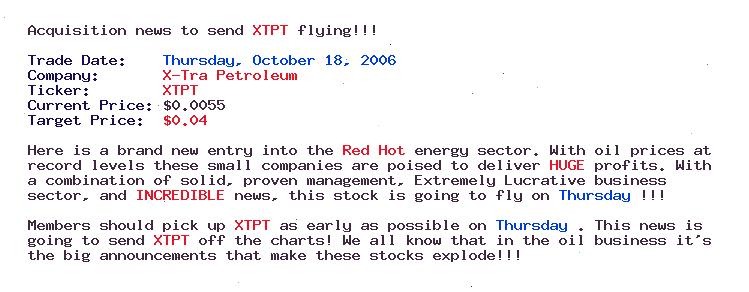 Acquisition news to send XTPT flying!!!
Trade Date: Thursday, October 18, 2006
Company: X-Tra Petroleum
Ticker: XTPT
Current Price: $0.0055
Target Price: $0.04
Here is a brand new entry into the Red Hot energy sector. With oil prices at
record levels these small companies are poised to deliver HUGE profits. With
a combination of solid, proven management, Extremely Lucrative business
sector, and INCREDIBLE news, this stock is going to fly on Thursday !!!
Members should pick up XTPT as early as possible on Thursday . This news is
going to send XTPT off the charts! We all know that in the oil business it's
the big announcements that make these stocks explode!!!